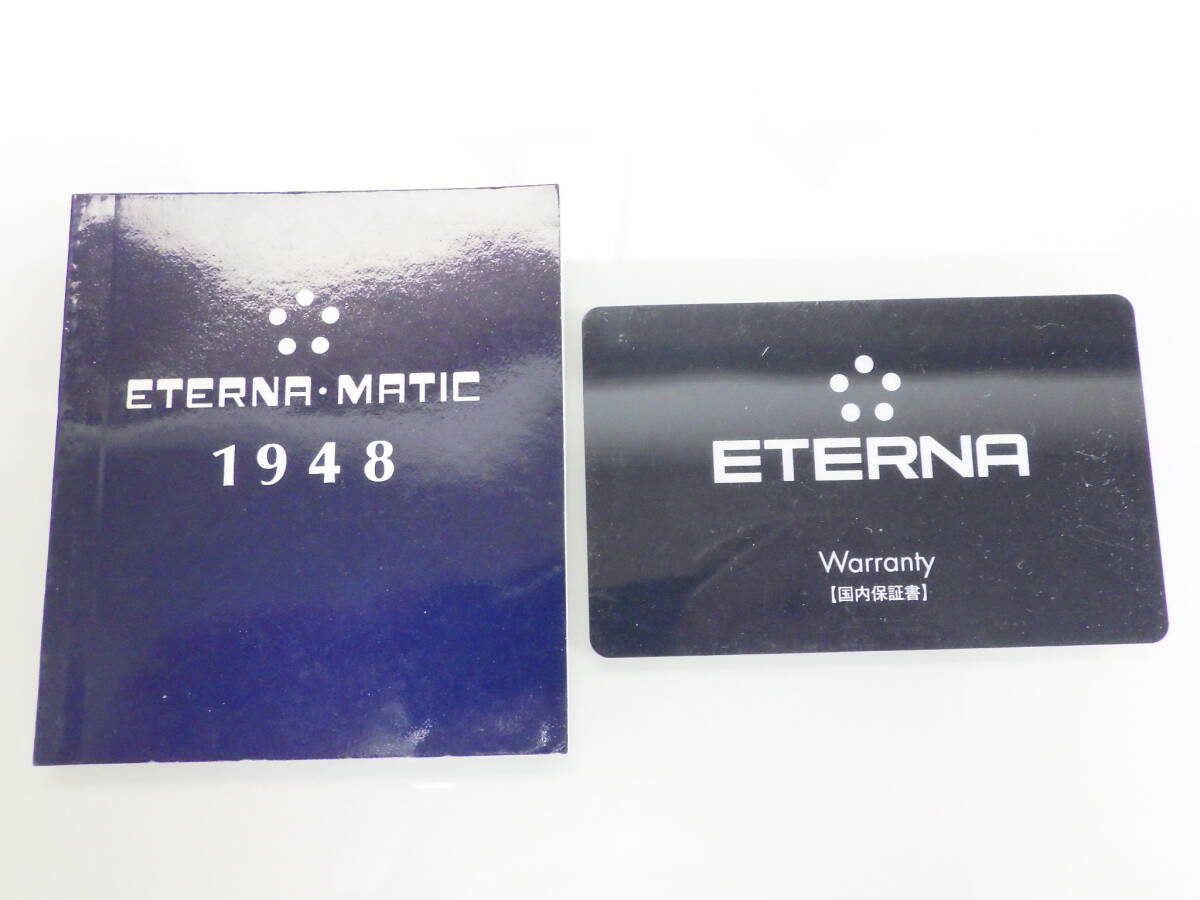 ETERNA·MATIC
1948
ETERNA
Warranty
【国内保証書】